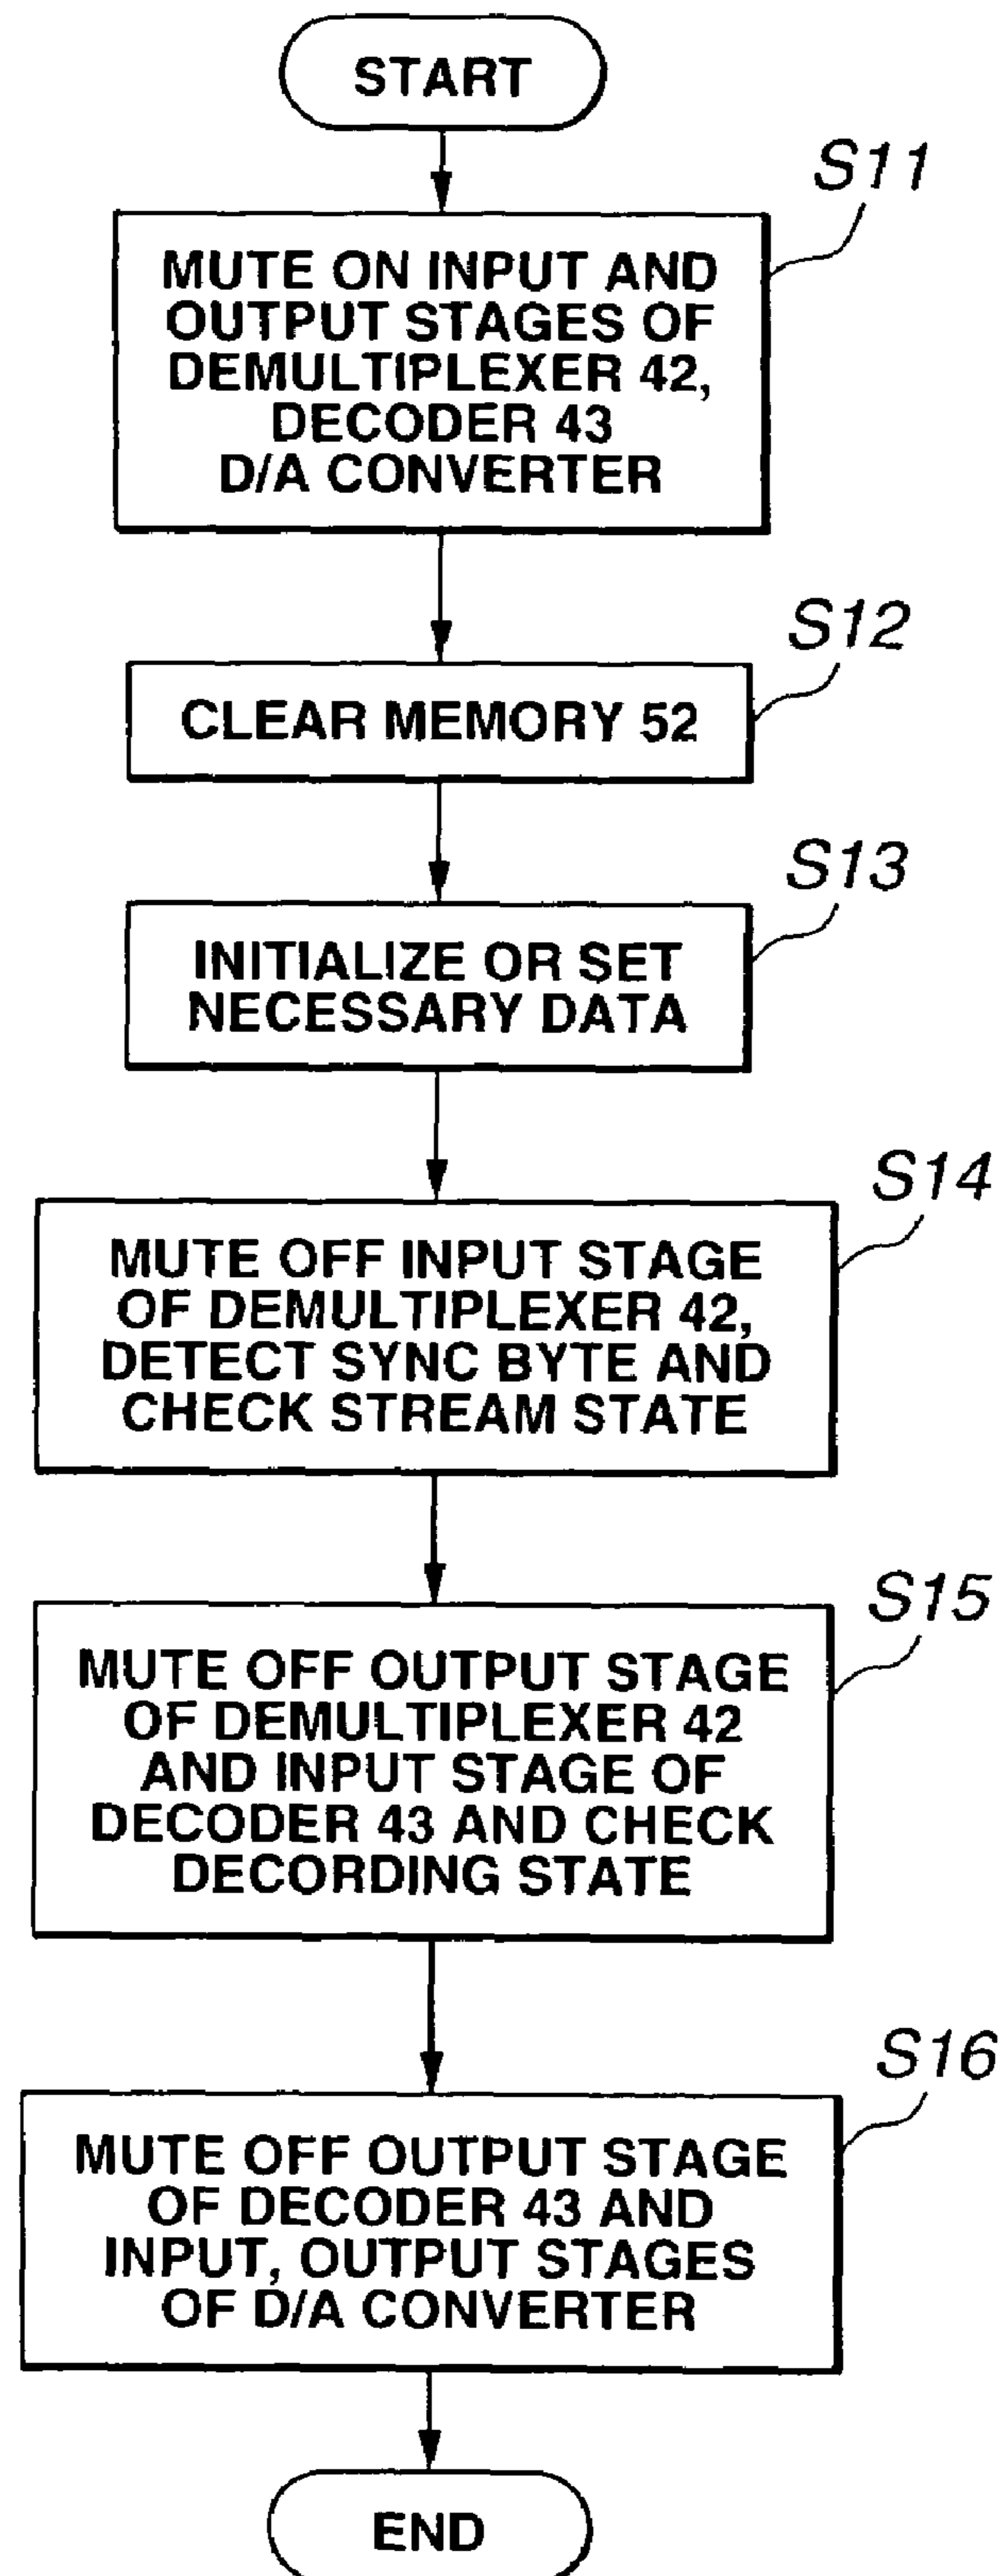 START
S11
MUTE ON INPUT AND
OUTPUT STAGES OF
DEMULTIPLEXER 42,
DECODER 43
D/A CONVERTER
S12
CLEAR MEMORY 52
S13
INITIALIZE OR SET
NECESSARY DATA
S14
MUTE OFF INPUT STAGE
OF DEMULTIPLEXER 42,
DETECT SYNC BYTE AND
CHECK STREAM STATE
S15
MUTE OFF OUTPUT STAGE
OF DEMULTIPLEXER 42
AND INPUT STAGE OF
DECODER 43 AND CHECK
DECORDING STATE
S16
MUTE OFF OUTPUT STAGE
OF DECODER 43 AND
INPUT, OUTPUT STAGES
OF D/A CONVERTER
END